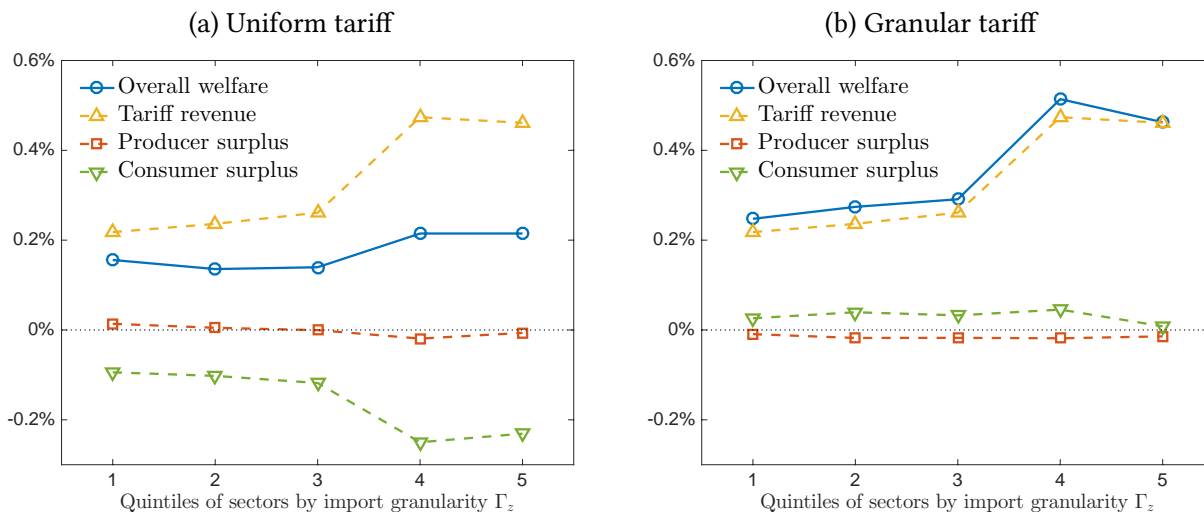 (a) Uniform tariff
0.6%
0.4%
0.2%
0%
-0.2%
Overall welfare
Tariff revenue
Producer surplus
Consumer surplus
1 2 3 4 5
Quintiles of sectors by import granularity Γz
(b) Granular tariff
0.6%
0.4%
0.2%
0%
-0.2%
Overall welfare
Tariff revenue
Producer surplus
Consumer surplus
1 2 3 4 5
Quintiles of sectors by import granularity Γz